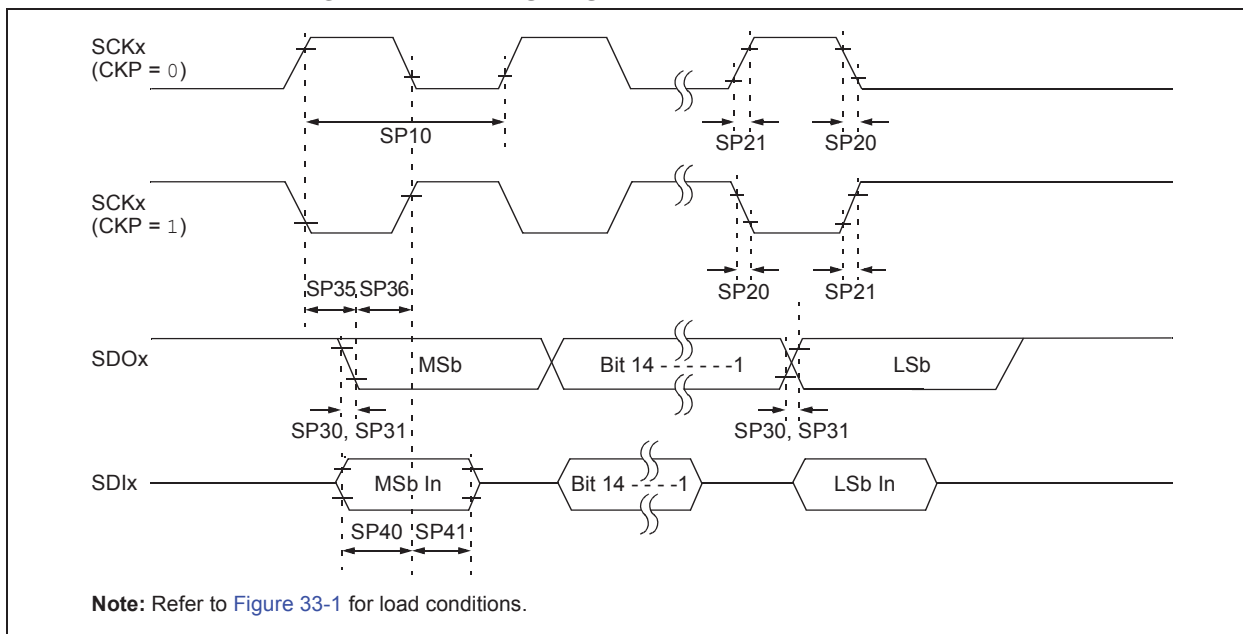 SCKx
(CKP = 0)
SP10
SP21
SP20
SCKx
(CKP = 1)
SP35
SP36
SP20
SP21
SDOx
MSb
Bit 14 - - - - - - -1
LSb
SP30, SP31
SP30, SP31
SDIx
MSb In
Bit 14 - - - - -1
LSb In
SP40
SP41
Note: Refer to Figure 33-1 for load conditions.